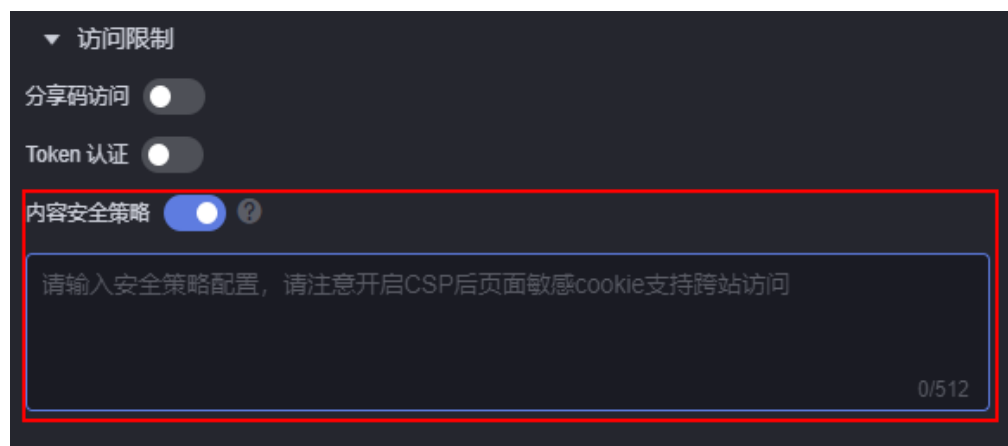 访问限制
分享码访问
Token 认证
内容安全策略
请输入安全策略配置，请注意开启CSP后页面敏感cookie支持跨站访问
0/512